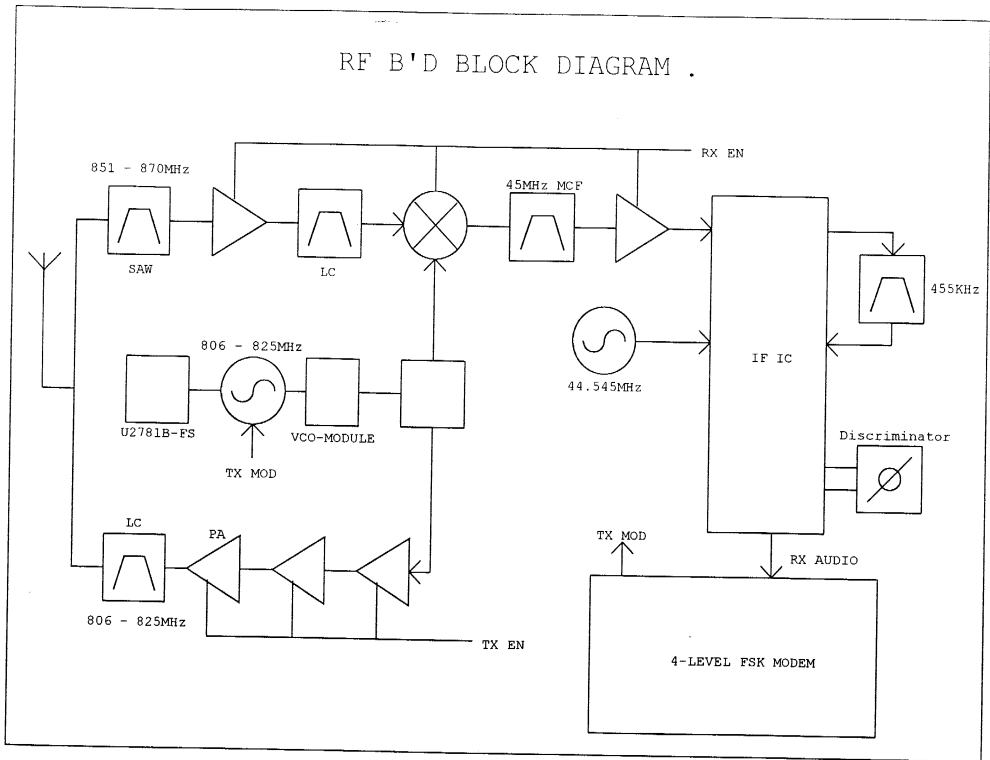 RF B'D BLOCK DIAGRAM .
RX EN
851 - 870MHz
45MHz MCF
SAW
LC
455KHz
806 - 825MHz
IF IC
44.545MHz
U2781B-FS
VCO-MODULE
Discriminator
TX MOD
LC
PA
TX MOD
RX AUDIO
806 - 825MHz
TX EN
4-LEVEL FSK MODEM